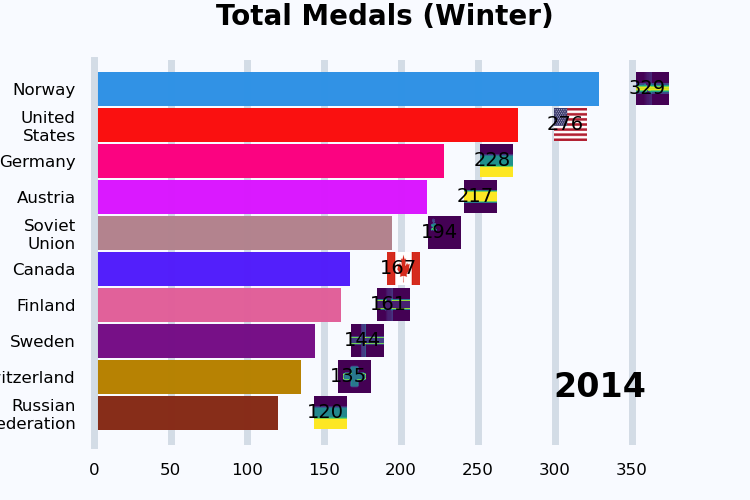 Total Medals (Winter)
Norway 329
United
States 276
Germany 228
Austria 217
Soviet
Union 194
Canada 167
Finland 161
Sweden 144
witzerland 135
Russian
ederation 120
2014
0 50 100 150 200 250 300 350